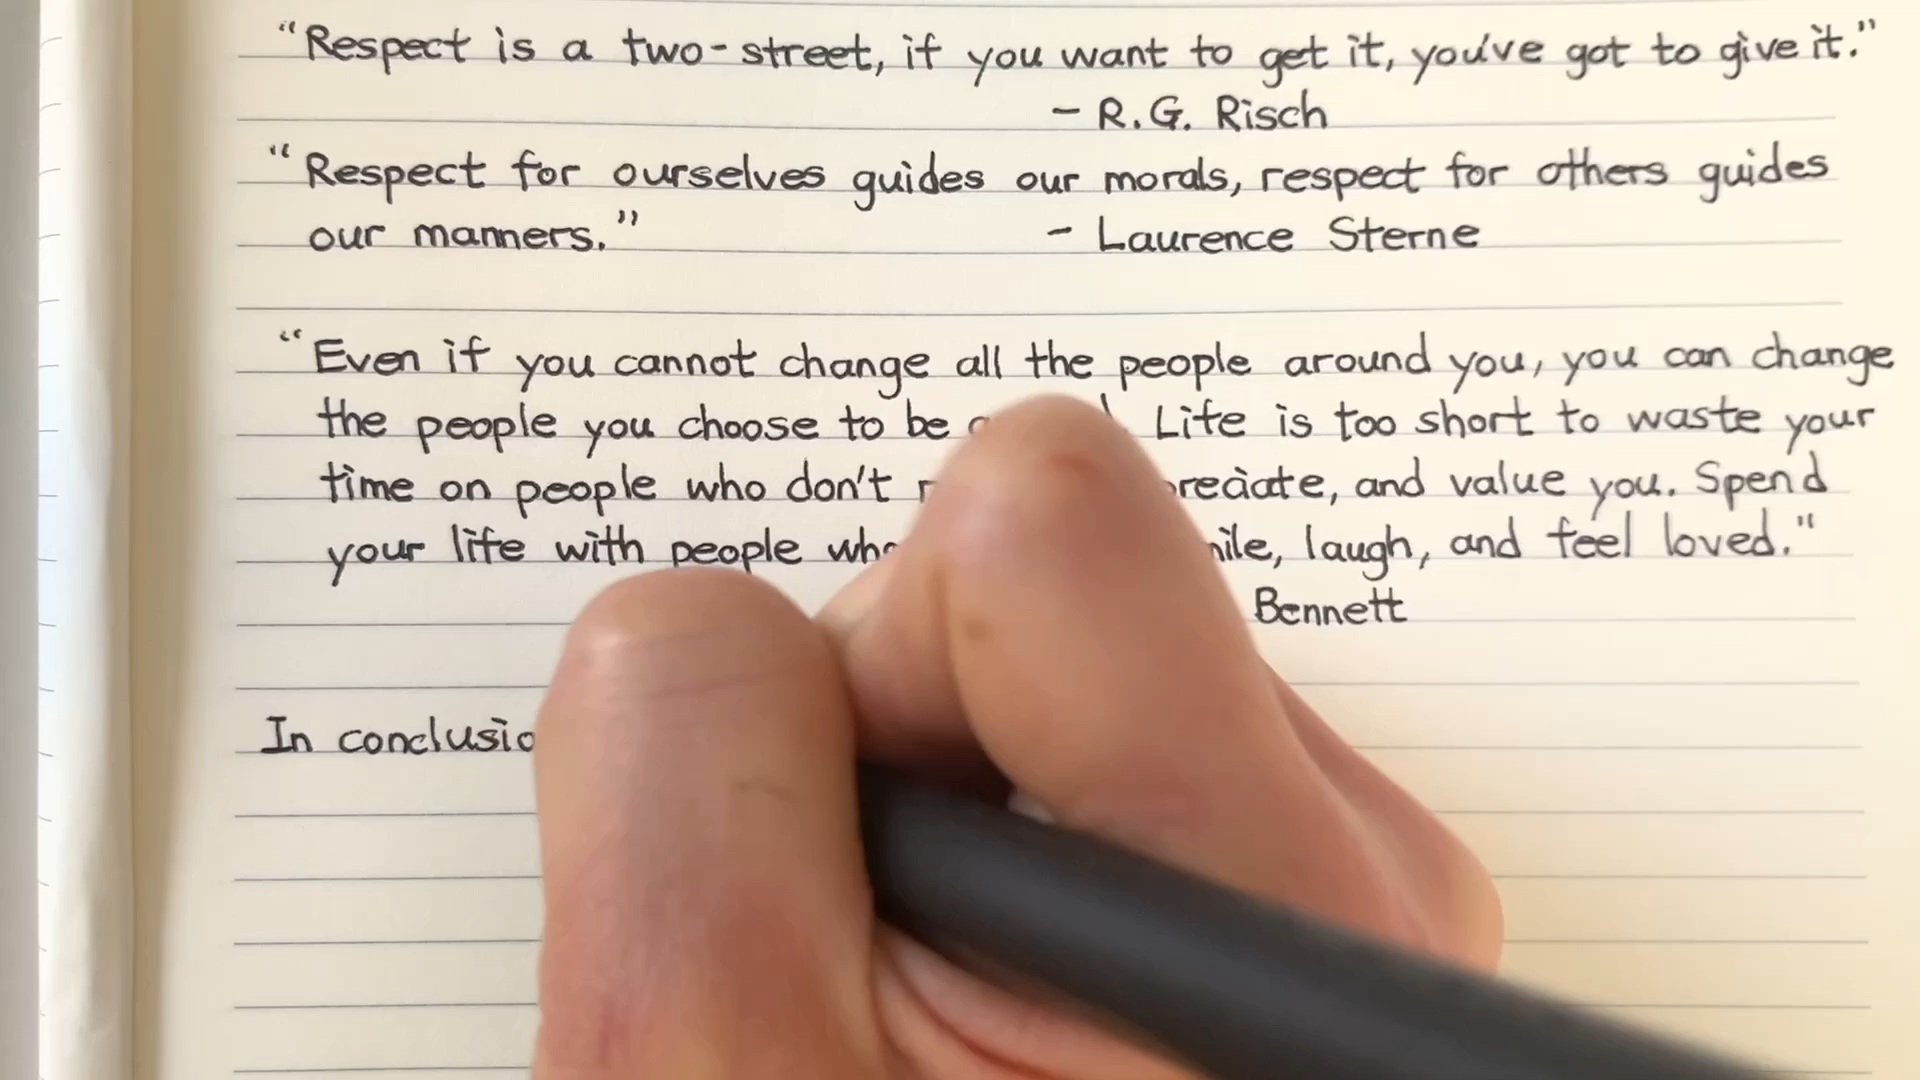 "Respect is a two-street, if you want to get it, you've got to give it."
- R.G. Risch
"Respect for ourselves guides our morals, respect for others guides
our manners." - Laurence Sterne
"Even if you cannot change all the people around you, you can change
the people you choose to be Life is too short to waste your
time on people who don't and value you. Spend
your life with people laugh, and feel loved."
Bennett
In